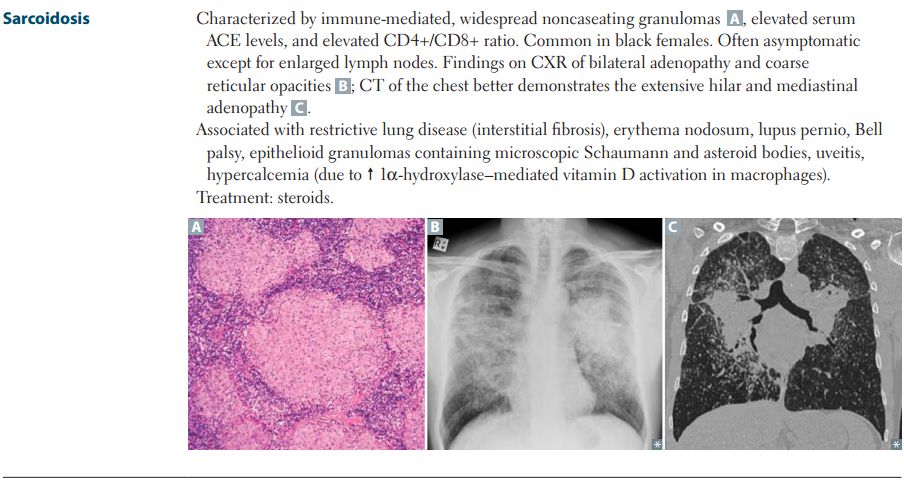 Sarcoidosis
Characterized by immune-mediated, widespread noncaseating granulomas A, elevated serum
ACE levels, and elevated CD4+/CD8+ ratio. Common in black females. Often asymptomatic
except for enlarged lymph nodes. Findings on CXR of bilateral adenopathy and coarse
reticular opacities B; CT of the chest better demonstrates the extensive hilar and mediastinal
adenopathy C.
Associated with restrictive lung disease (interstitial fibrosis), erythema nodosum, lupus pernio, Bell
palsy, epithelioid granulomas containing microscopic Schaumann and asteroid bodies, uveitis,
hypercalcemia (due to ↑ 1α-hydroxylase–mediated vitamin D activation in macrophages).
Treatment: steroids.
A
B
C
*
*